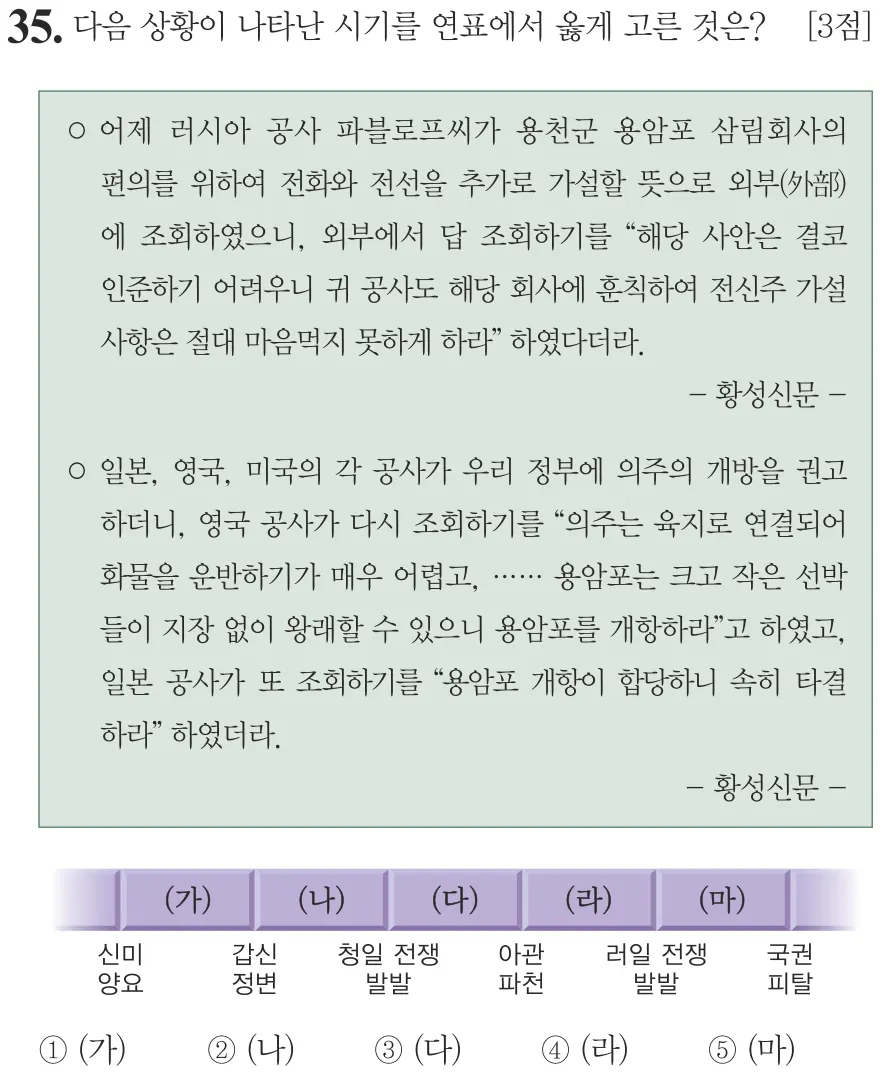 35. 다음 상황이 나타난 시기를 연표에서 옳게 고른 것은? [3점]
○ 어제 러시아 공사 파블로프씨가 용천군 용암포 삼림회사의
편의를 위하여 전화와 전선을 추가로 가설할 뜻으로 외부(外部)
에 조회하였으니, 외부에서 답 조회하기를 “해당 사안은 결코
인준하기 어려우니 귀 공사도 해당 회사에 훈칙하여 전신주 가설
사항은 절대 마음먹지 못하게 하라” 하였다더라.
- 황성신문 -
○ 일본, 영국, 미국의 각 공사가 우리 정부에 의주의 개방을 권고
하더니, 영국 공사가 다시 조회하기를 “의주는 육지로 연결되어
화물을 운반하기가 매우 어렵고, …… 용암포는 크고 작은 선박
들이 지장 없이 왕래할 수 있으니 용암포를 개항하라”고 하였고,
일본 공사가 또 조회하기를 “용암포 개항이 합당하니 속히 타결
하라” 하였더라.
- 황성신문 -
(가) (나) (다) (라) (마)
신미 갑신 청일 전쟁 아관 러일 전쟁 국권
양요 정변 발발 파천 발발 피탈
① (가) ② (나) ③ (다) ④ (라) ⑤ (마)